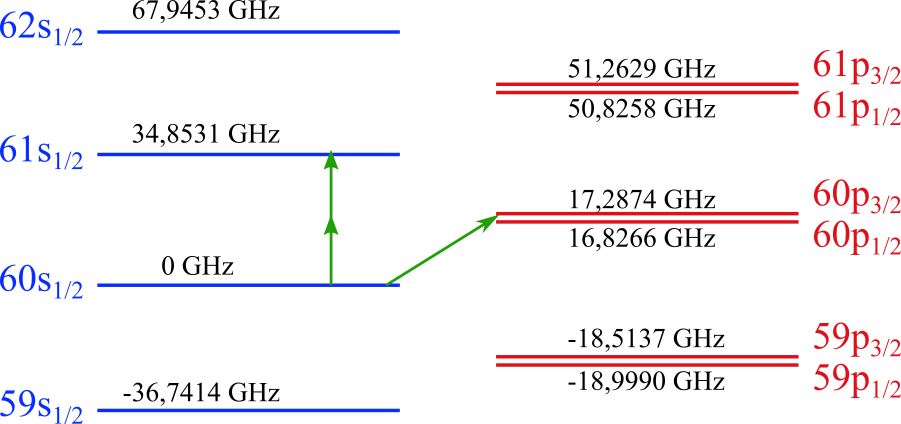 62s1/2 67,9453 GHz
51,2629 GHz 61p3/2
50,8258 GHz 61p1/2
61s1/2 34,8531 GHz
17,2874 GHz 60p3/2
16,8266 GHz 60p1/2
60s1/2 0 GHz
-18,5137 GHz 59p3/2
-18,9990 GHz 59p1/2
59s1/2 -36,7414 GHz